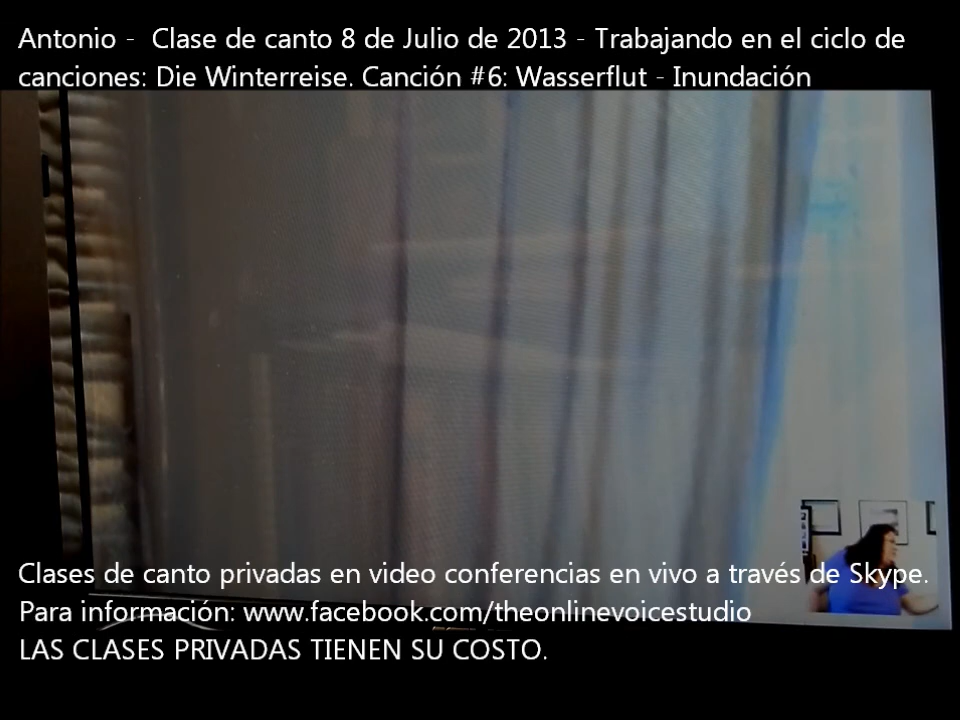 Antonio -  Clase de canto 8 de Julio de 2013 - Trabajando en el ciclo de
canciones: Die Winterreise. Canción #6: Wasserflut - Inundación
Clases de canto privadas en video conferencias en vivo a través de Skype.
Para información: www.facebook.com/theonlinevoicestudio
LAS CLASES PRIVADAS TIENEN SU COSTO.